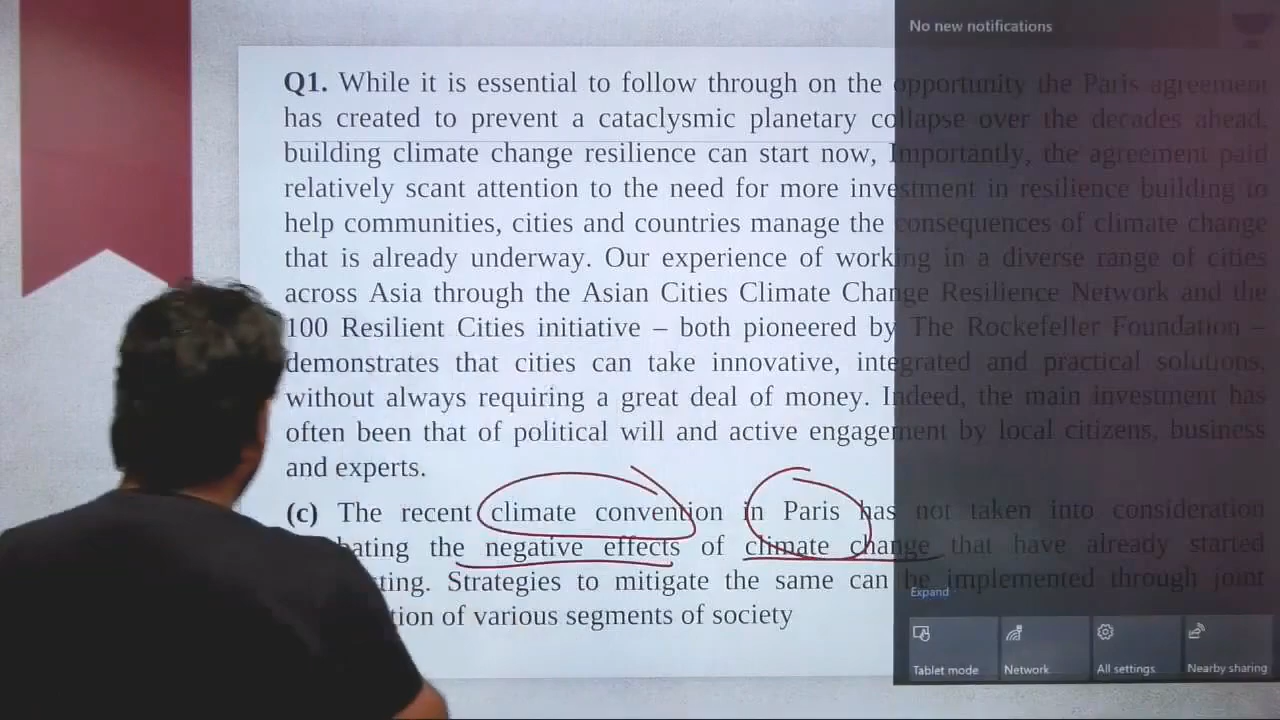 No new notifications
Q1. While it is essential to follow through on the opportunity the Paris agreement
has created to prevent a cataclysmic planetary collapse over the decades ahead,
building climate change resilience can start now, Importantly, the agreement paid
relatively scant attention to the need for more investment in resilience building to
help communities, cities and countries manage the consequences of climate change
that is already underway. Our experience of working in a diverse range of cities
across Asia through the Asian Cities Climate Change Resilience Network and the
100 Resilient Cities initiative – both pioneered by The Rockefeller Foundation –
demonstrates that cities can take innovative, integrated and practical solutions,
without always requiring a great deal of money. Indeed, the main investment has
often been that of political will and active engagement by local citizens, business
and experts.
(c) The recent climate convention in Paris has not taken into consideration
the negative effects of climate change that have already started
Strategies to mitigate the same can be implemented through joint
of various segments of society
Expand
Tablet mode Network All settings Nearby sharing